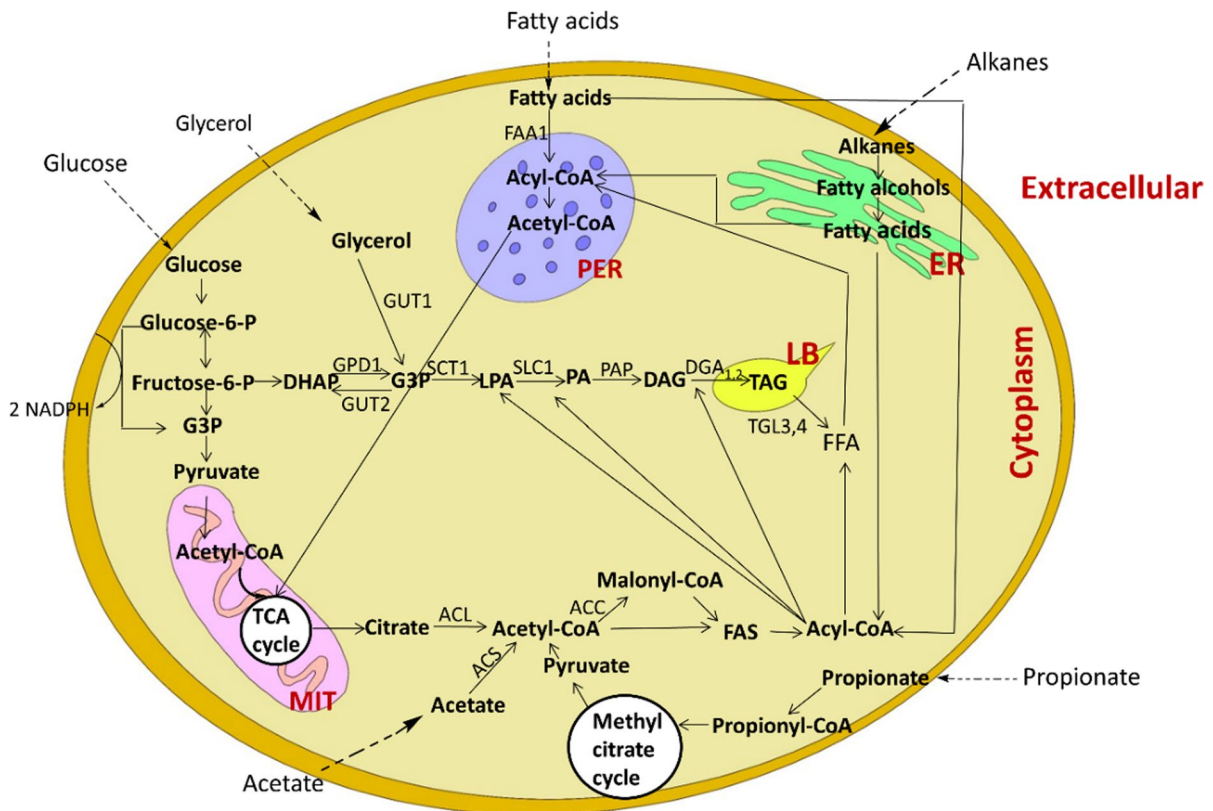 Fatty acids
Alkanes
Glycerol
Glucose
Fatty acids
FAA1
Alkanes
Acyl-CoA
Fatty alcohols
Extracellular
Acetyl-CoA
Fatty acids
Glycerol
PER
ER
Glucose
GUT1
Glucose-6-P
Cytoplasm
LB
Fructose-6-P
DHAP
GPD1
G3P
SCT1
LPA
SLC1
PA
PAP
DAG
DGA1,2
TAG
GUT2
2 NADPH
G3P
TGL3,4
FFA
Pyruvate
Acetyl-CoA
Malonyl-CoA
TCA
cycle
Citrate
ACL
Acetyl-CoA
ACC
FAS
Acyl-CoA
ACS
Pyruvate
Propionate
Propionate
MIT
Acetate
Methyl
citrate
cycle
Propionyl-CoA
Acetate